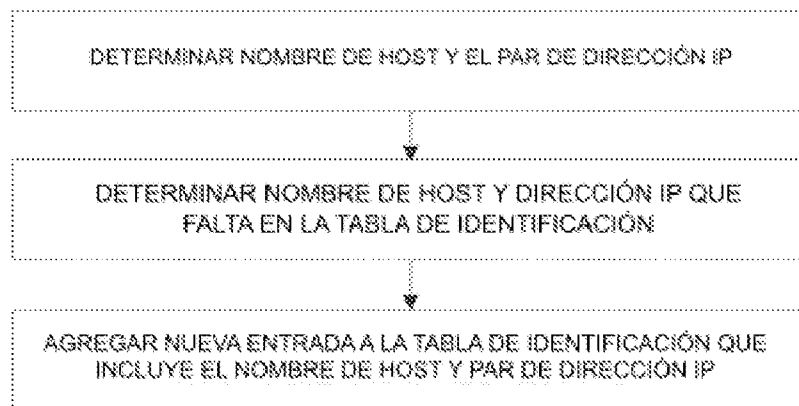 DETERMINAR NOMBRE DE HOST Y EL PAR DE DIRECCIÓN IP
DETERMINAR NOMBRE DE HOST Y DIRECCIÓN IP QUE
FALTA EN LA TABLA DE IDENTIFICACIÓN
AGREGAR NUEVA ENTRADA A LA TABLA DE IDENTIFICACIÓN QUE
INCLUYE EL NOMBRE DE HOST Y PAR DE DIRECCIÓN IP